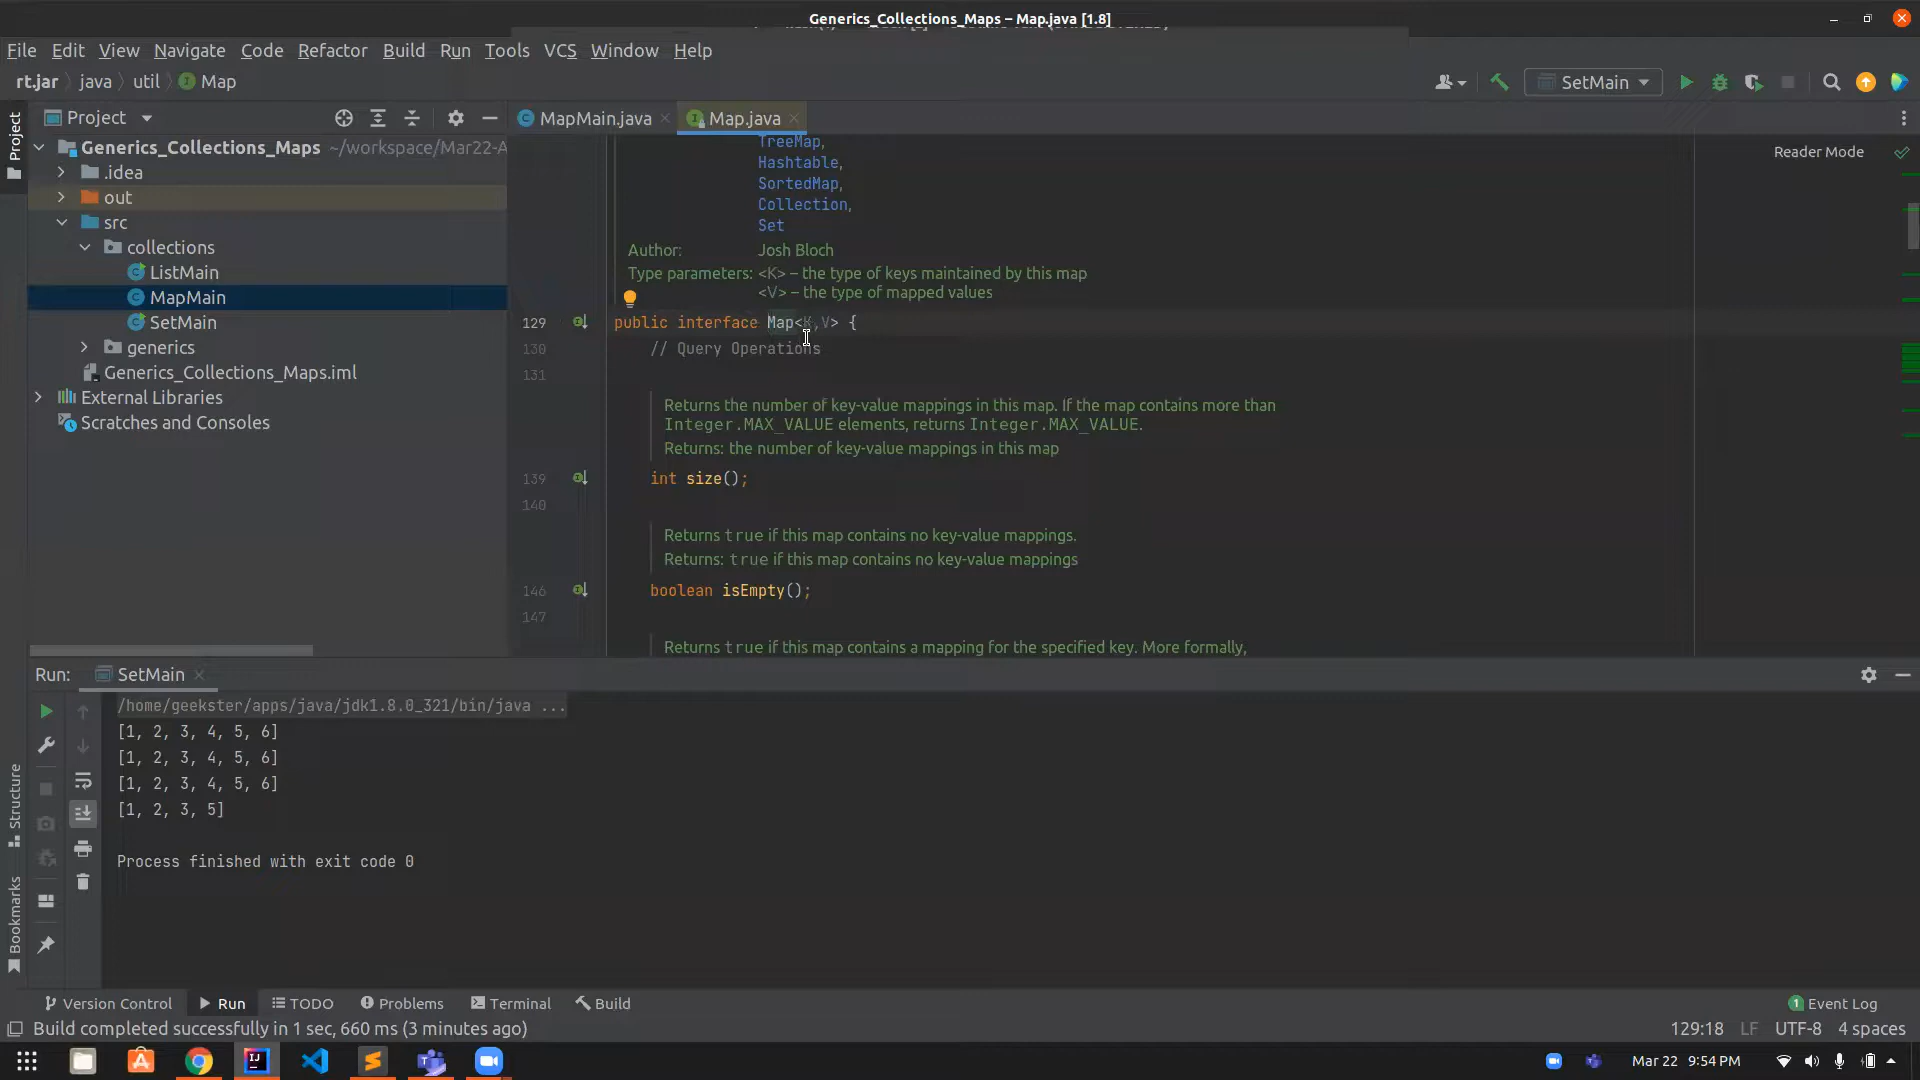 Generics_Collections_Maps – Map.java [1.8]
File Edit View Navigate Code Refactor Build Run Tools VCS Window Help
rt.jar java util Map
SetMain
Project
MapMain.java Map.java
Reader Mode
Generics_Collections_Maps ~/workspace/Mar22-A
.idea
out
src
collections
ListMain
MapMain
SetMain
generics
Generics_Collections_Maps.iml
External Libraries
Scratches and Consoles
Project
Structure
Bookmarks
TreeMap,
Hashtable,
SortedMap,
Collection,
Set
Author: Josh Bloch
Type parameters: <K> – the type of keys maintained by this map
<V> – the type of mapped values
129 public interface Map<K,V> {
130 // Query Operations
131
Returns the number of key-value mappings in this map. If the map contains more than
Integer.MAX_VALUE elements, returns Integer.MAX_VALUE.
Returns: the number of key-value mappings in this map
139 int size();
140
Returns true if this map contains no key-value mappings.
Returns: true if this map contains no key-value mappings
146 boolean isEmpty();
147
Returns true if this map contains a mapping for the specified key. More formally,
Run: SetMain
/home/geekster/apps/java/jdk1.8.0_321/bin/java ...
[1, 2, 3, 4, 5, 6]
[1, 2, 3, 4, 5, 6]
[1, 2, 3, 4, 5, 6]
[1, 2, 3, 5]
Process finished with exit code 0
Version Control Run TODO Problems Terminal Build
1 Event Log
Build completed successfully in 1 sec, 660 ms (3 minutes ago)
129:18 LF UTF-8 4 spaces
Mar 22 9:54 PM